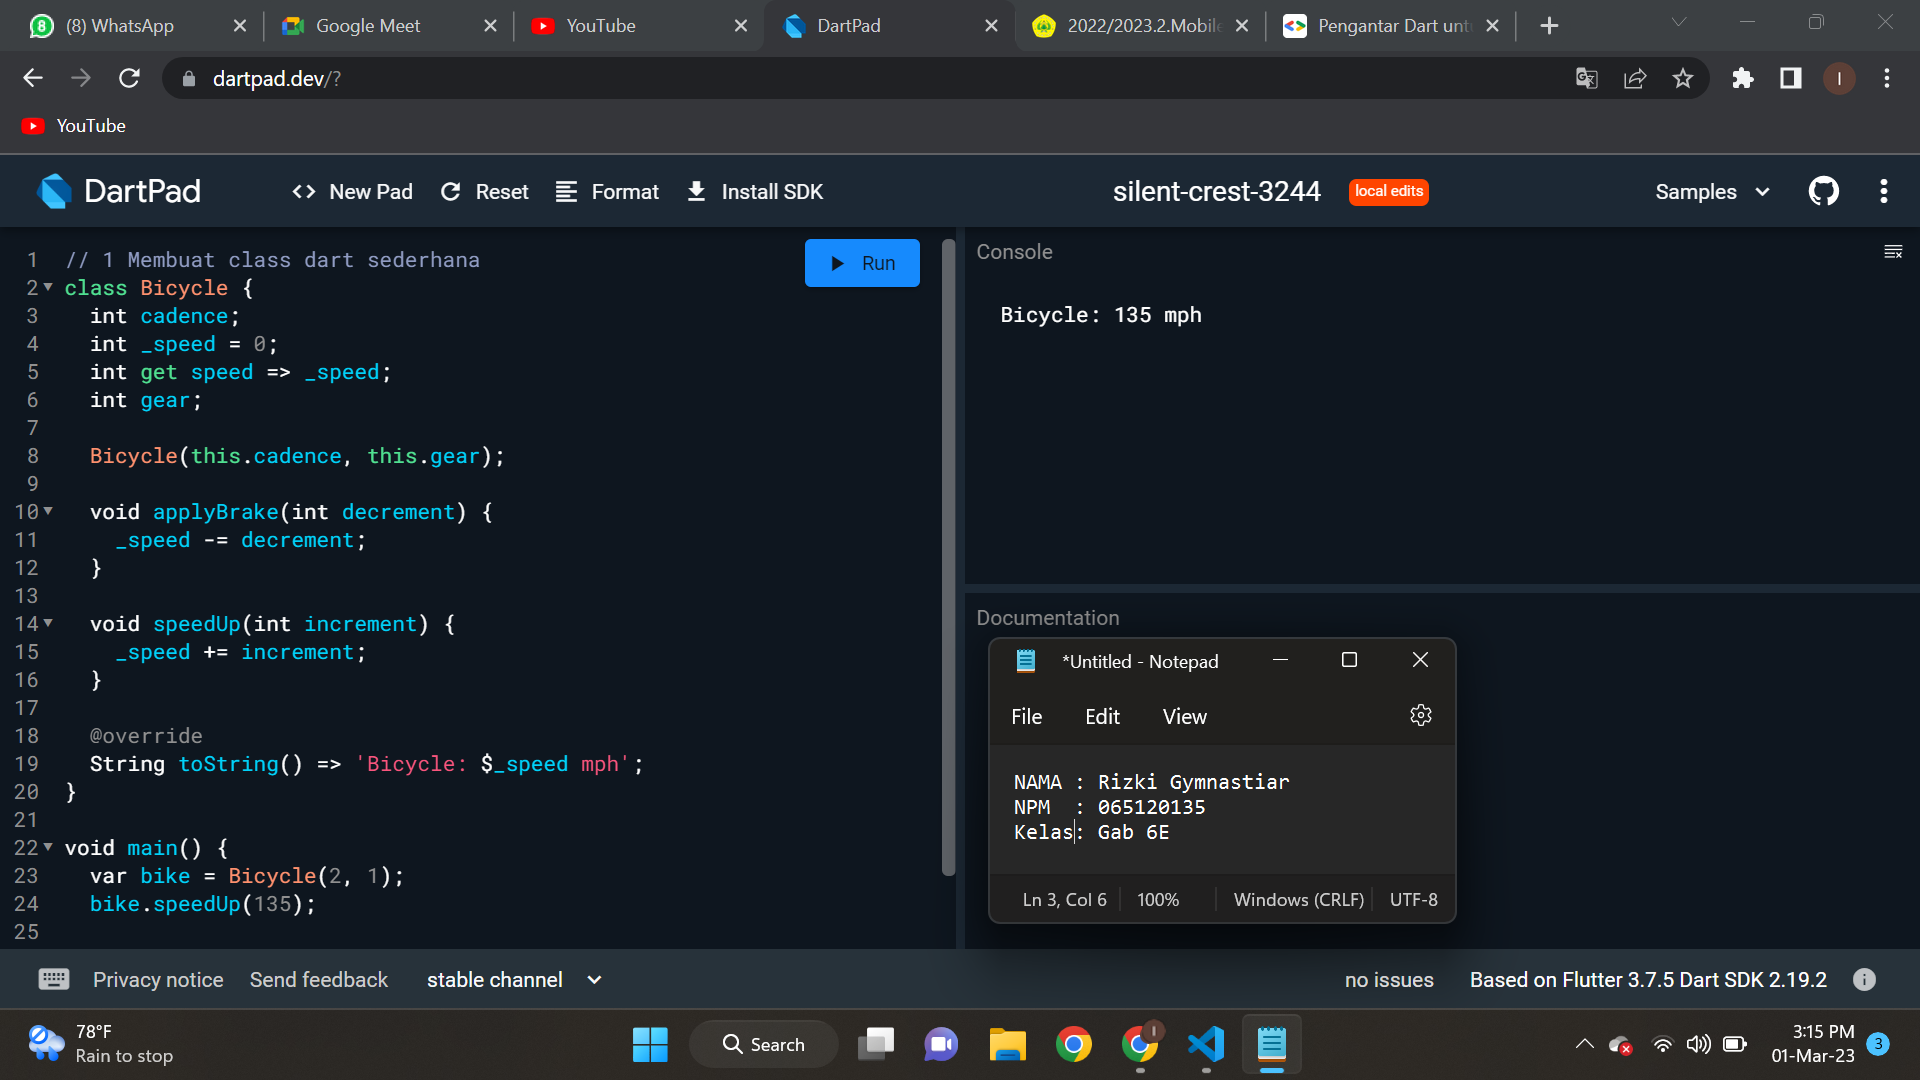 (8) WhatsApp
Google Meet
YouTube
DartPad
2022/2023.2.Mobile
Pengantar Dart unt
dartpad.dev/?
I
YouTube
DartPad
New Pad
Reset
Format
Install SDK
silent-crest-3244
local edits
Samples
1 // 1 Membuat class dart sederhana
2 class Bicycle {
3 int cadence;
4 int _speed = 0;
5 int get speed => _speed;
6 int gear;
7
8 Bicycle(this.cadence, this.gear);
9
10 void applyBrake(int decrement) {
11 _speed -= decrement;
12 }
13
14 void speedUp(int increment) {
15 _speed += increment;
16 }
17
18 @override
19 String toString() => 'Bicycle: $_speed mph';
20 }
21
22 void main() {
23 var bike = Bicycle(2, 1);
24 bike.speedUp(135);
25
Run
Console
Bicycle: 135 mph
Documentation
*Untitled - Notepad
File Edit View
NAMA : Rizki Gymnastiar
NPM : 065120135
Kelas: Gab 6E
Ln 3, Col 6 100% Windows (CRLF) UTF-8
Privacy notice
Send feedback
stable channel
no issues
Based on Flutter 3.7.5 Dart SDK 2.19.2
78°F
Rain to stop
Search
3:15 PM
01-Mar-23
3